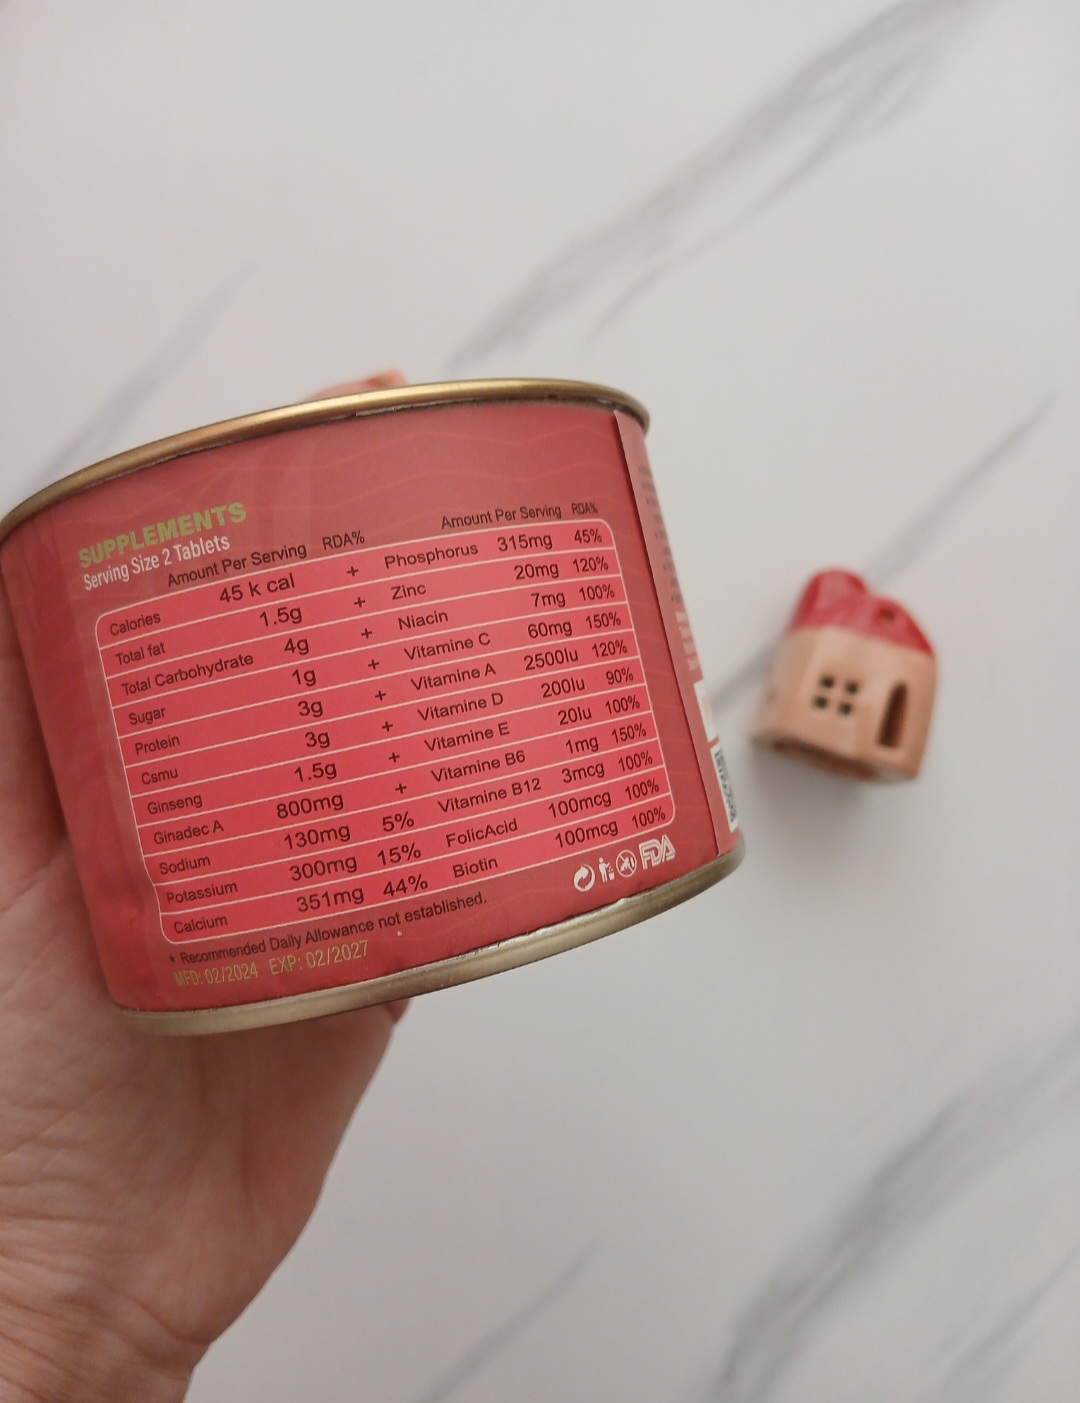 SUPPLEMENTS
Serving Size 2 Tablets
Amount Per Serving RDA% Amount Per Serving RDA%
Calories 45 k cal + Phosphorus 315mg 45%
Total fat 1.5g + Zinc 20mg 120%
Total Carbohydrate 4g + Niacin 7mg 100%
Sugar 1g + Vitamine C 60mg 150%
Protein 3g + Vitamine A 2500Iu 120%
Csmu 3g + Vitamine D 200Iu 90%
Ginseng 1.5g + Vitamine E 20Iu 100%
Ginadec A 800mg + Vitamine B6 1mg 150%
Sodium 130mg 5% Vitamine B12 3mcg 100%
Potassium 300mg 15% FolicAcid 100mcg 100%
Calcium 351mg 44% Biotin 100mcg 100%
* Recommended Daily Allowance not established.
FDA
MFD: 02/2024 EXP: 02/2027